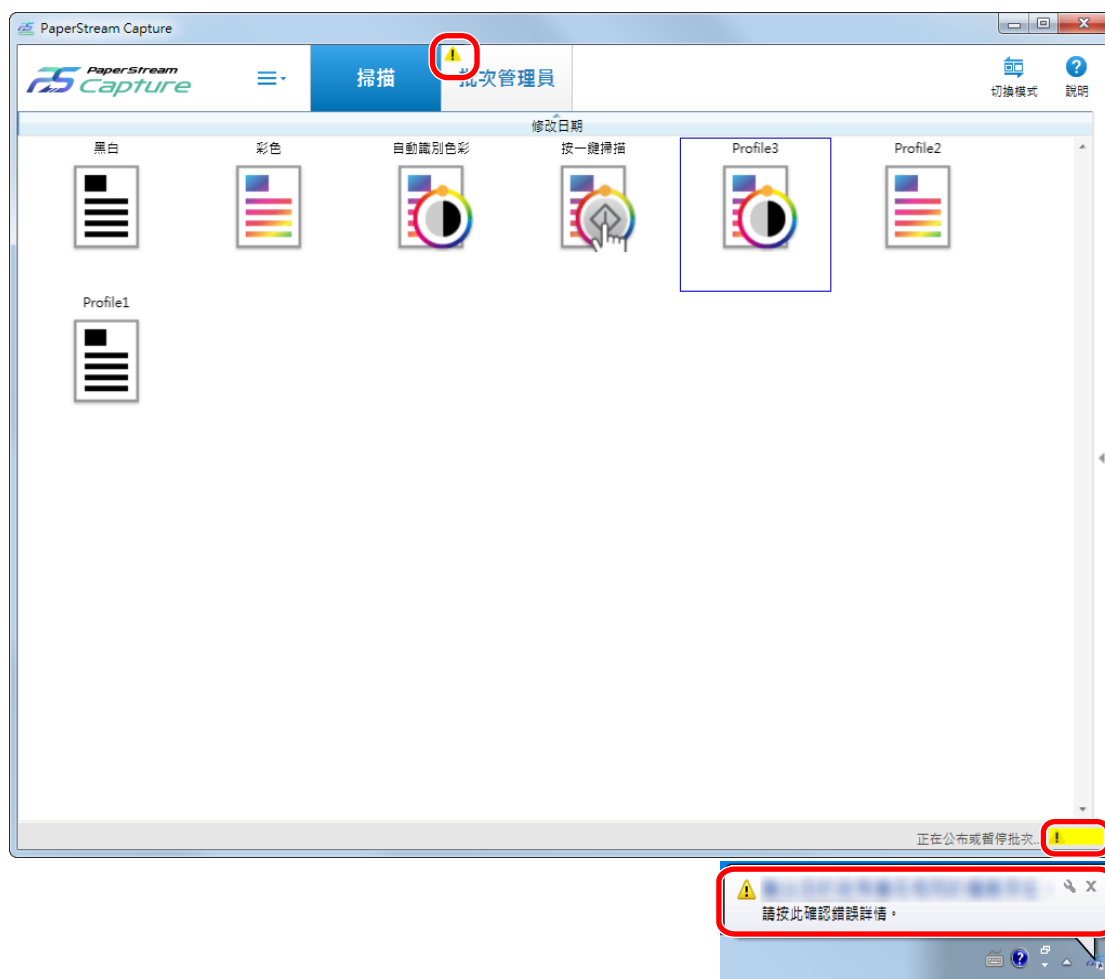 PaperStream Capture
PaperStream
Capture
掃描
批次管理員
切換模式
說明
修改日期
黑白
彩色
自動識別色彩
按一鍵掃描
Profile3
Profile2
Profile1
正在公布或暫停批次...
請按此確認錯誤詳情。